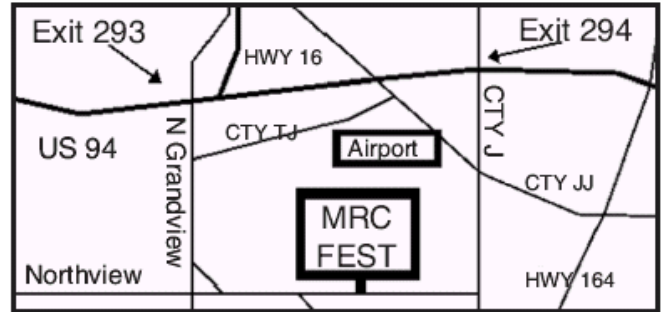 Exit 293
Exit 294
HWY 16
US 94
CTY TJ
N Grandview
Airport
CTY J
CTY JJ
MRC
FEST
Northview
HWY 164